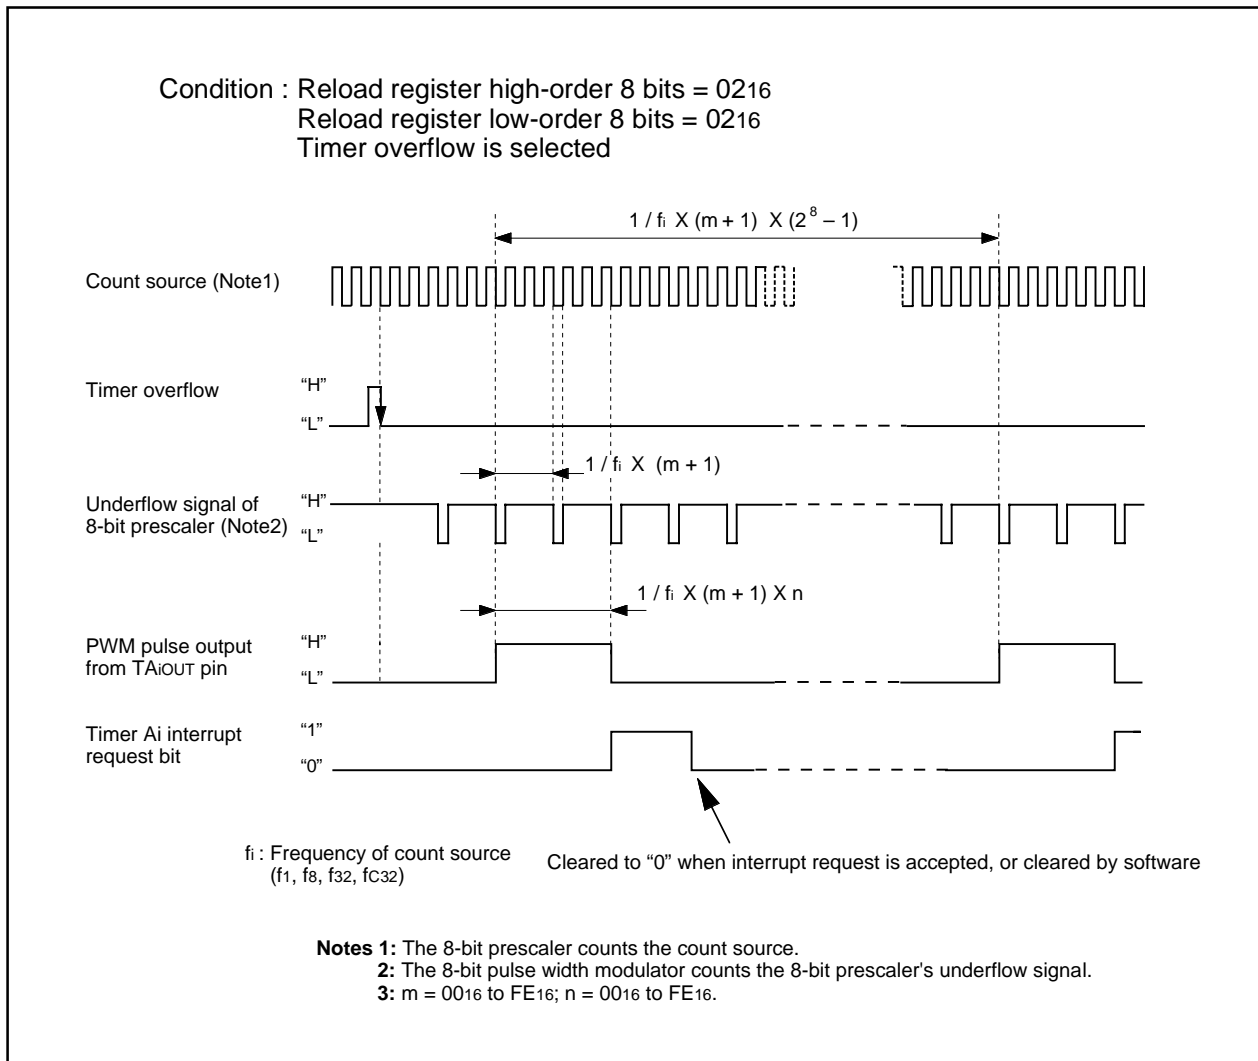 Condition : Reload register high-order 8 bits = 0216
Reload register low-order 8 bits = 0216
Timer overflow is selected
1 / fi X (m + 1) X (2^8 – 1)
Count source (Note1)
Timer overflow
“H”
“L”
1 / fi X (m + 1)
Underflow signal of
8-bit prescaler (Note2)
“H”
“L”
1 / fi X (m + 1) X n
PWM pulse output
from TAiOUT pin
“H”
“L”
Timer Ai interrupt
request bit
“1”
“0”
fi : Frequency of count source
(f1, f8, f32, fC32)
Cleared to “0” when interrupt request is accepted, or cleared by software
Notes 1: The 8-bit prescaler counts the count source.
2: The 8-bit pulse width modulator counts the 8-bit prescaler's underflow signal.
3: m = 0016 to FE16; n = 0016 to FE16.